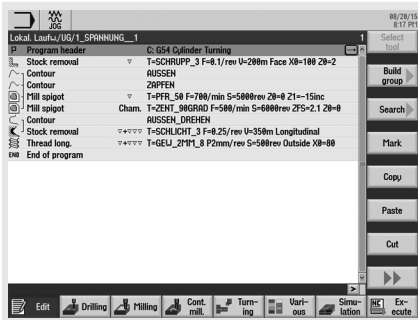 JOG
08/20/15
8:17 PM
Lokal. Laufw./UG/1_SPANNUNG__1 1
P Program header C: G54 Cylinder Turning
Stock removal ▽ T=SCHRUPP_3 F=0.1/rev V=200m Face X0=100 Z0=2
Contour AUSSEN
Contour ZAPFEN
Mill spigot ▽ T=PFR_50 F=700/min S=5000rev Z0=0 Z1=-15inc
Mill spigot Cham. T=ZENT_90GRAD F=500/min S=6000rev ZFS=2.1 Z0=0
Contour AUSSEN_DREHEN
Stock removal ▽+▽▽▽ T=SCHLICHT_3 F=0.25/rev V=350m Longitudinal
Thread long. ▽+▽▽▽ T=GEW_2MM_8 P2mm/rev S=500rev Outside X0=80
END End of program
Select
tool
Build
group
Search
Mark
Copy
Paste
Cut
Edit
Drilling
Milling
Cont.
mill.
Turn-
ing
Vari-
ous
Simu-
lation
NC
Ex-
ecute